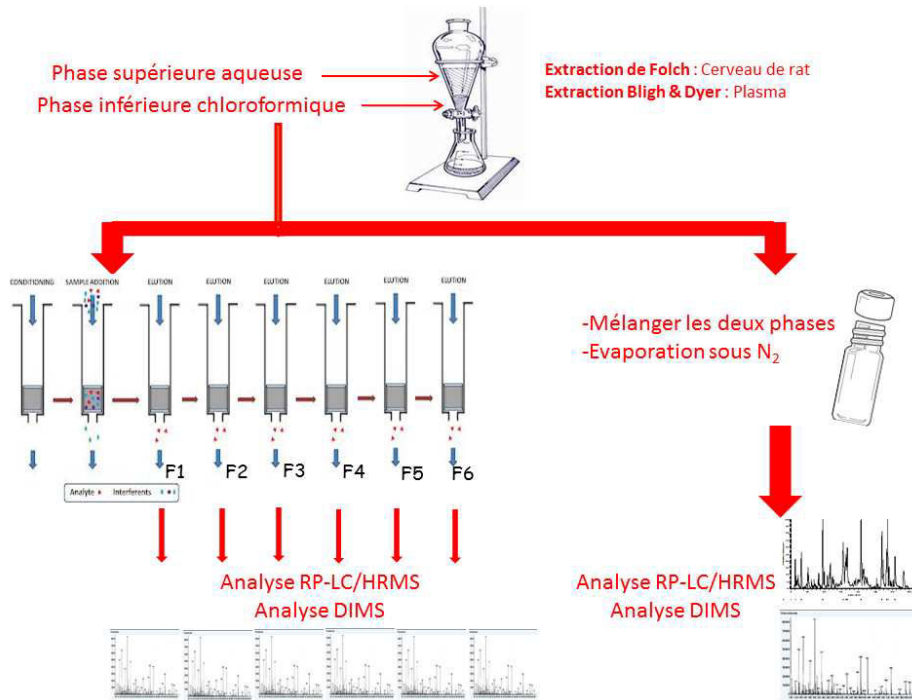 Phase supérieure aqueuse
Phase inférieure chloroformique
Extraction de Folch : Cerveau de rat
Extraction Bligh & Dyer : Plasma
CONDITIONING
SAMPLE ADDITION
ELUTION
ELUTION
ELUTION
ELUTION
ELUTION
ELUTION
-Mélanger les deux phases
-Evaporation sous N₂
F1
F2
F3
F4
F5
F6
Analyte
Interferents
Analyse RP-LC/HRMS
Analyse DIMS
Analyse RP-LC/HRMS
Analyse DIMS